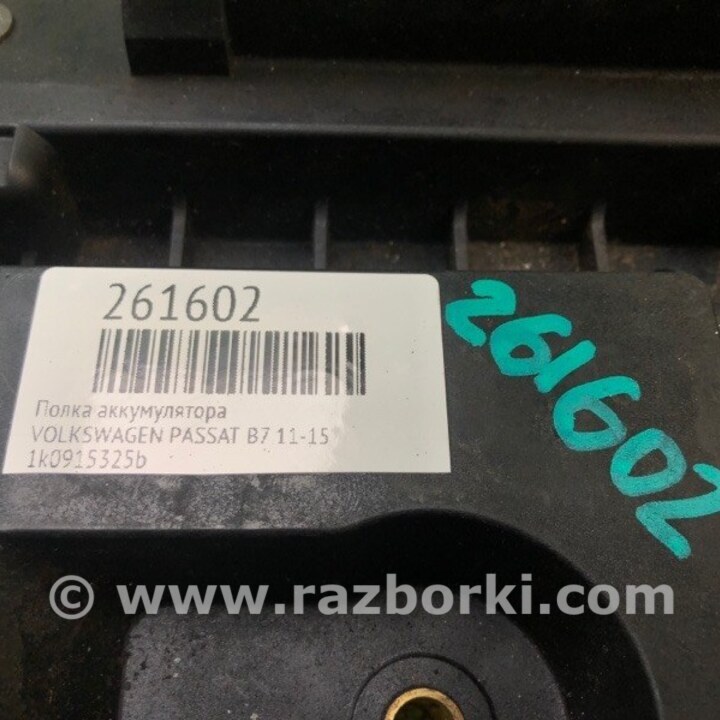 261602
Полка аккумулятора
VOLKSWAGEN PASSAT B7 11-15
1k0915325b
261602
© www.razborki.com